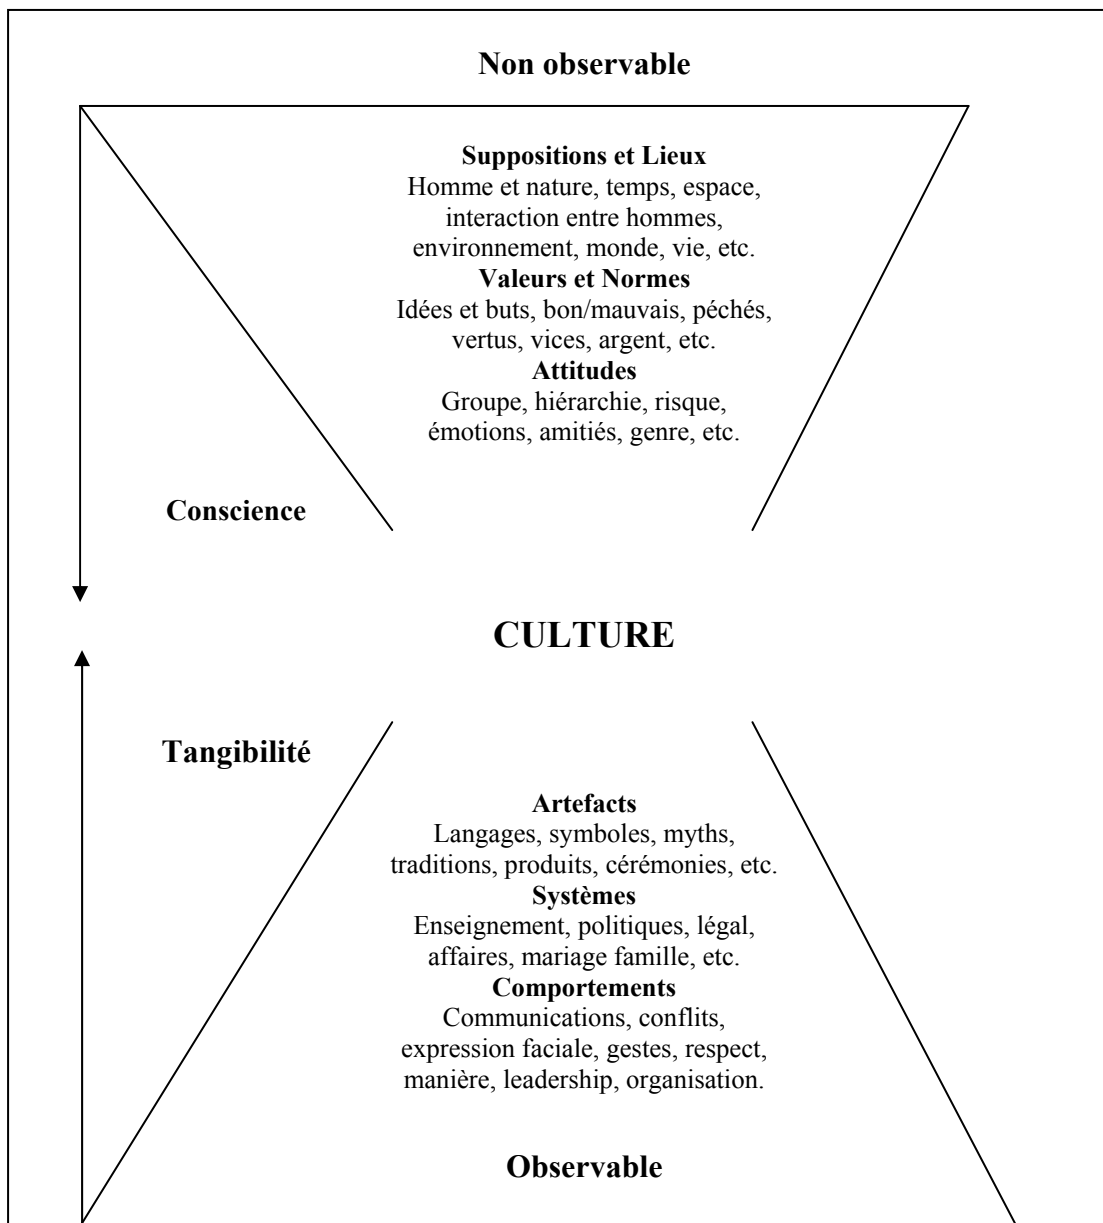 Non observable
Suppositions et Lieux
Homme et nature, temps, espace,
interaction entre hommes,
environnement, monde, vie, etc.
Valeurs et Normes
Idées et buts, bon/mauvais, péchés,
vertus, vices, argent, etc.
Attitudes
Groupe, hiérarchie, risque,
émotions, amitiés, genre, etc.
Conscience
CULTURE
Tangibilité
Artefacts
Langages, symboles, myths,
traditions, produits, cérémonies, etc.
Systèmes
Enseignement, politiques, légal,
affaires, mariage famille, etc.
Comportements
Communications, conflits,
expression faciale, gestes, respect,
manière, leadership, organisation.
Observable